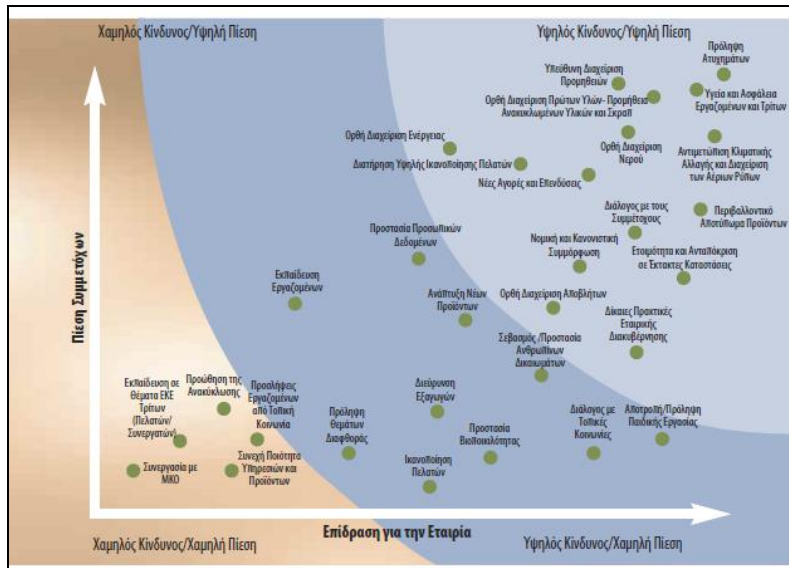 Χαμηλός Κίνδυνος/Υψηλή Πίεση
Υψηλός Κίνδυνος/Υψηλή Πίεση
Πρόληψη
Ατυχημάτων
Υπεύθυνη Διαχείριση
Προμηθειών
Υγεία και Ασφάλεια
Εργαζομένων και Τρίτων
Ορθή Διαχείριση Πρώτων Υλών- Προμήθεια
Ανακυκλωμένων Υλικών και Σκραπ
Ορθή Διαχείριση Ενέργειας
Ορθή Διαχείριση
Νερού
Αντιμετώπιση Κλιματικής
Αλλαγής και Διαχείριση
των Αέριων Ρύπων
Διατήρηση Υψηλής Ικανοποίησης Πελατών
Νέες Αγορές και Επενδύσεις
Διάλογος με τους
Συμμέτοχους
Περιβαλλοντικό
Αποτύπωμα Προϊόντων
Προστασία Προσωπικών
Δεδομένων
Νομική και Κανονιστική
Συμμόρφωση
Ετοιμότητα και Ανταπόκριση
σε Έκτακτες Καταστάσεις
Εκπαίδευση
Εργαζομένων
Ανάπτυξη Νέων
Προϊόντων
Ορθή Διαχείριση Αποβλήτων
Δίκαιες Πρακτικές
Εταιρικής
Διακυβέρνησης
Σεβασμός /Προστασία
Ανθρωπίνων
Δικαιωμάτων
Πίεση Συμμετόχων
Εκπαίδευση σε
Θέματα ΕΚΕ
Τρίτων
(Πελατών/
Συνεργατών)
Προώθηση της
Ανακύκλωσης
Προσλήψεις
Εργαζομένων
από Τοπική
Κοινωνία
Πρόληψη
Θεμάτων
Διαφθοράς
Διεύρυνση
Εξαγωγών
Προστασία
Βιοποικιλότητας
Διάλογος με
Τοπικές
Κοινωνίες
Αποτροπή/Πρόληψη
Παιδικής Εργασίας
Συνεργασία με
ΜΚΟ
Συνεχή Ποιότητα
Υπηρεσιών και
Προϊόντων
Ικανοποίηση
Πελατών
Επίδραση για την Εταιρία
Χαμηλός Κίνδυνος/Χαμηλή Πίεση
Υψηλός Κίνδυνος/Χαμηλή Πίεση